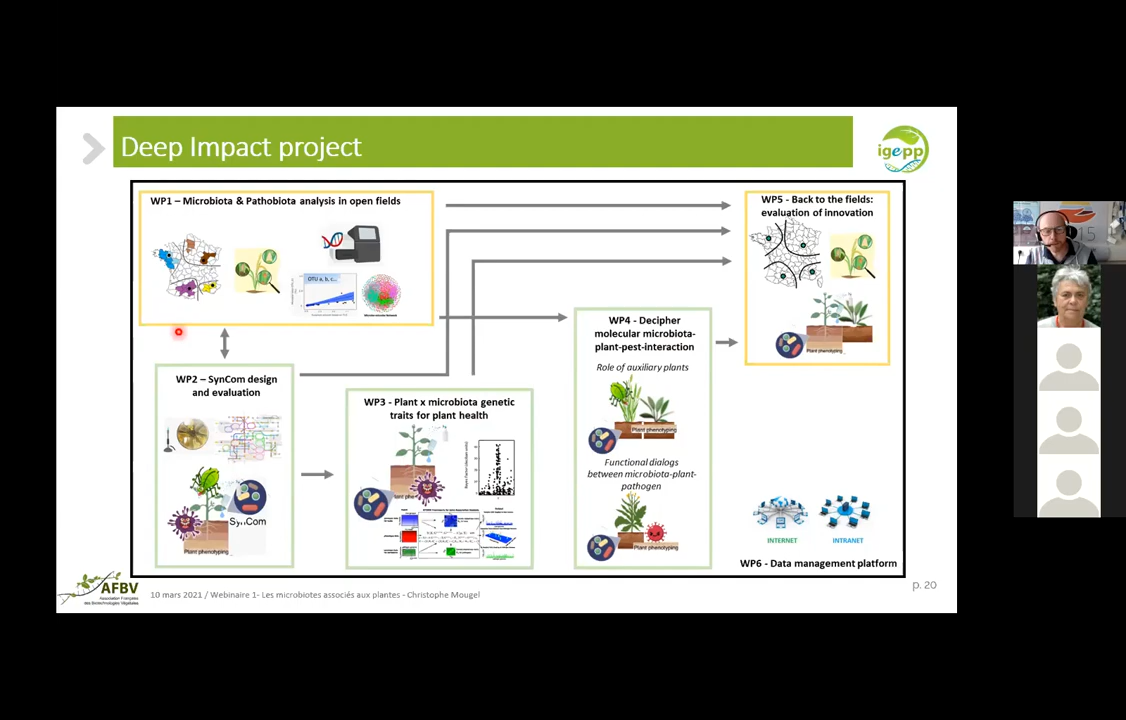 Deep Impact project
igepp
WP1 – Microbiota & Pathobiota analysis in open fields
OTU a, b, c...
WP5 - Back to the fields:
evaluation of innovation
Plant phenotyping
WP2 – SynCom design
and evaluation
SynCom
Plant phenotyping
WP3 - Plant x microbiota genetic
traits for plant health
WP4 – Decipher
molecular microbiota-
plant-pest-interaction
Role of auxiliary plants
Plant phenotyping
Functional dialogs
between microbiota-plant-
pathogen
Plant phenotyping
INTERNET
INTRANET
WP6 - Data management platform
AFBV
Association Française
des Biotechnologies Végétales
10 mars 2021 / Webinaire 1- Les microbiotes associés aux plantes - Christophe Mougel
p. 20
15